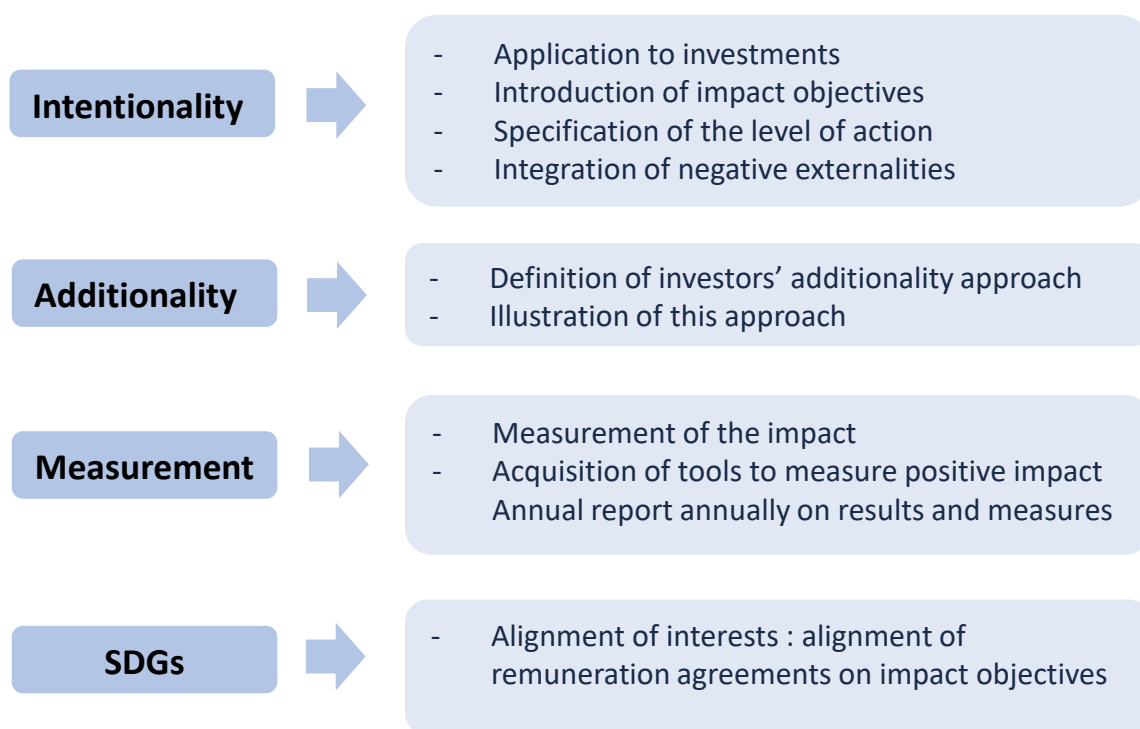 Intentionality
- Application to investments
- Introduction of impact objectives
- Specification of the level of action
- Integration of negative externalities
Additionality
- Definition of investors’ additionality approach
- Illustration of this approach
Measurement
- Measurement of the impact
- Acquisition of tools to measure positive impact
Annual report annually on results and measures
SDGs
- Alignment of interests : alignment of
remuneration agreements on impact objectives